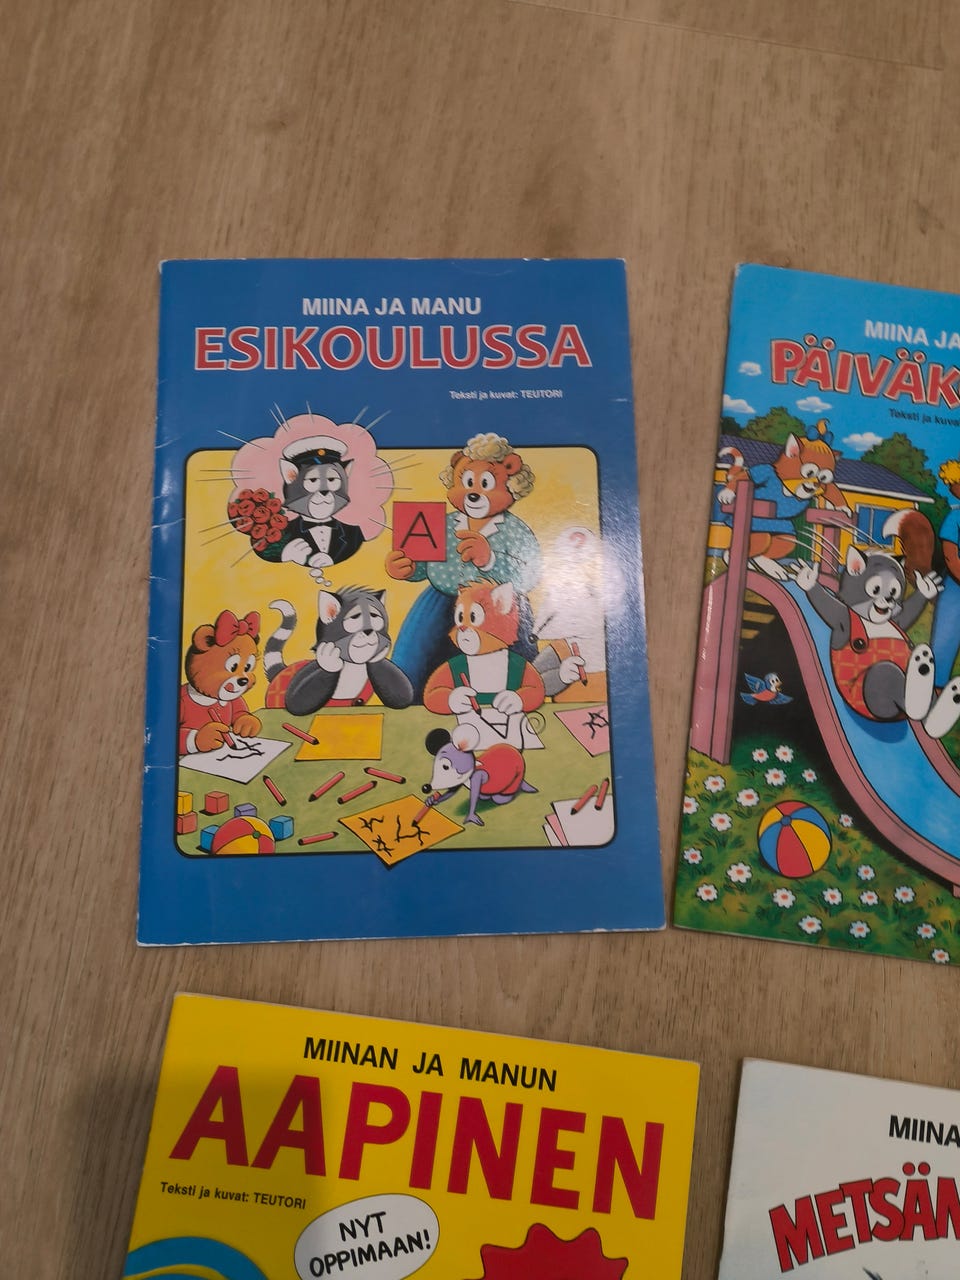 MIINA JA MANU
ESIKOULUSSA
Teksti ja kuvat: TEUTORI
A
A
?
MIINA JA
PÄIVÄK
Teksti ja kuva
MIINAN JA MANUN
AAPINEN
Teksti ja kuvat: TEUTORI
NYT
OPPIMAAN!
MIINA
METSÄ